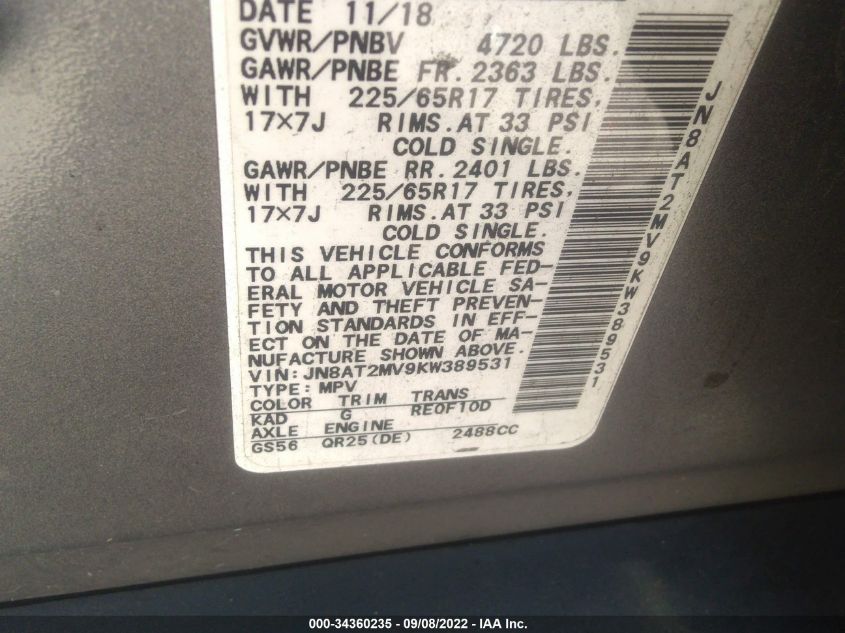 DATE 11/18
GVWR/PNBV 4720 LBS.
GAWR/PNBE FR. 2363 LBS.
WITH 225/65R17 TIRES,
17×7J RIMS.AT 33 PSI
COLD SINGLE.
GAWR/PNBE RR. 2401 LBS.
WITH 225/65R17 TIRES,
17×7J RIMS.AT 33 PSI
COLD SINGLE.
THIS VEHICLE CONFORMS
TO ALL APPLICABLE FED-
ERAL MOTOR VEHICLE SA-
FETY AND THEFT PREVEN-
TION STANDARDS IN EFF-
ECT ON THE DATE OF MA-
NUFACTURE SHOWN ABOVE.
VIN:JN8AT2MV9KW389531
TYPE:MPV
COLOR TRIM TRANS
KAD G RE0F10D
AXLE ENGINE
GS56 QR25(DE) 2488CC
JN8AT2MV9KW389531
000-34360235 - 09/08/2022 - IAA Inc.